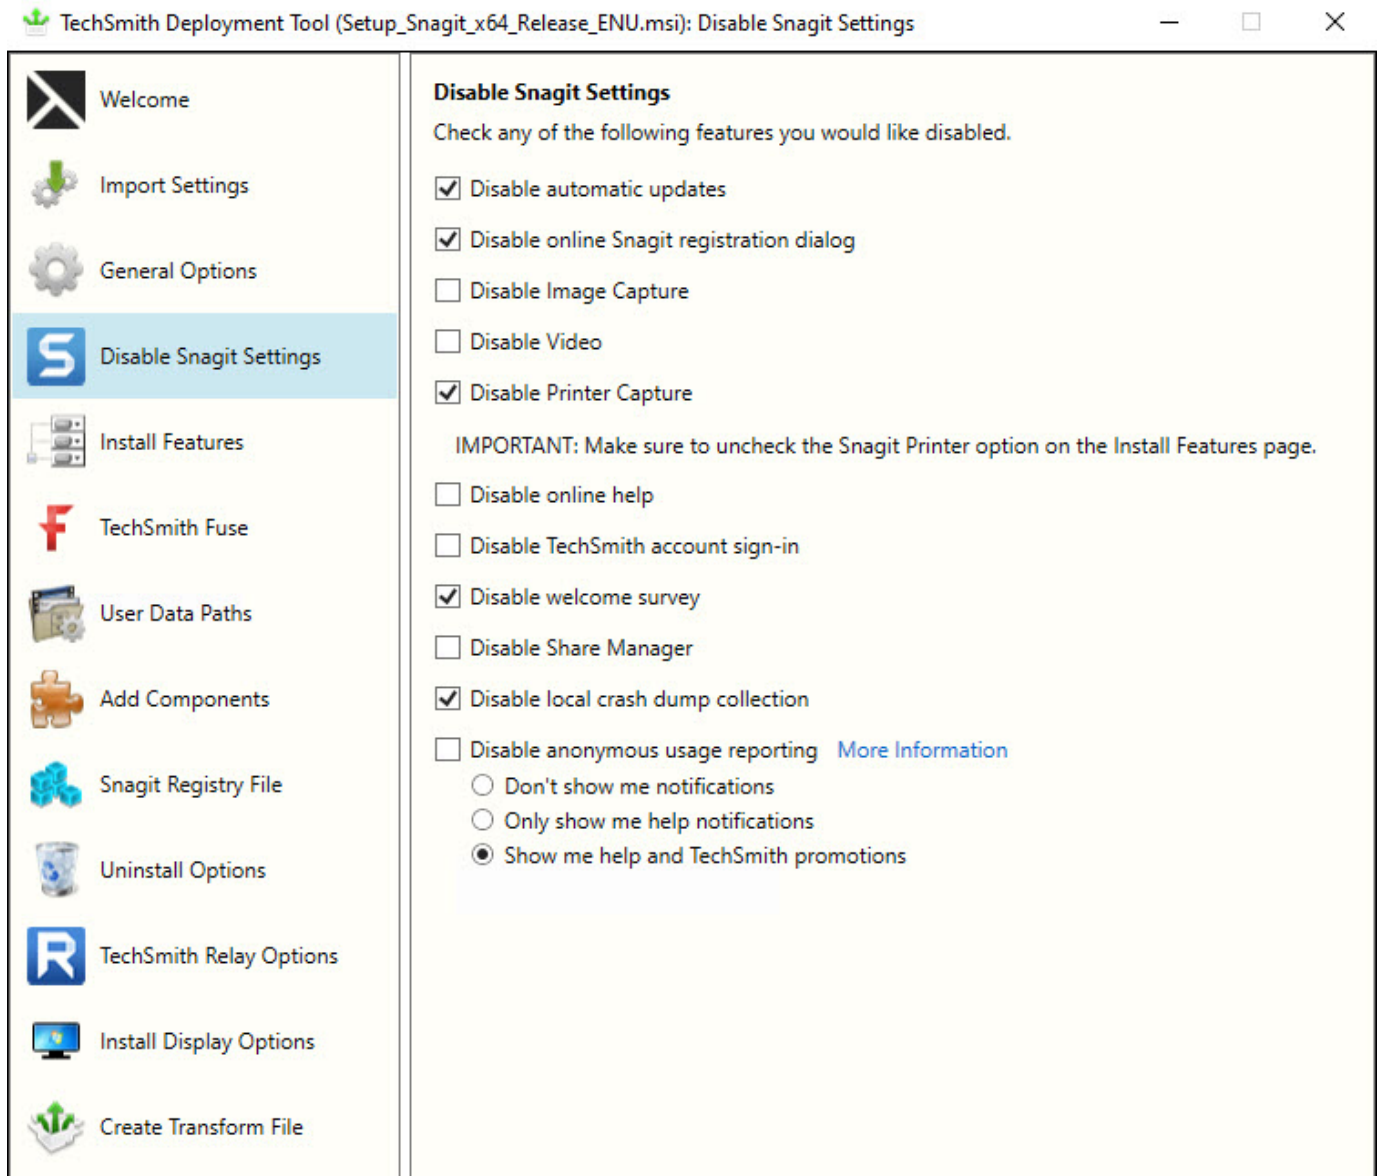 TechSmith Deployment Tool (Setup_Snagit_x64_Release_ENU.msi): Disable Snagit Settings
Welcome
Import Settings
General Options
Disable Snagit Settings
Install Features
TechSmith Fuse
User Data Paths
Add Components
Snagit Registry File
Uninstall Options
TechSmith Relay Options
Install Display Options
Create Transform File
Disable Snagit Settings
Check any of the following features you would like disabled.
Disable automatic updates
Disable online Snagit registration dialog
Disable Image Capture
Disable Video
Disable Printer Capture
IMPORTANT: Make sure to uncheck the Snagit Printer option on the Install Features page.
Disable online help
Disable TechSmith account sign-in
Disable welcome survey
Disable Share Manager
Disable local crash dump collection
Disable anonymous usage reporting More Information
Don't show me notifications
Only show me help notifications
Show me help and TechSmith promotions